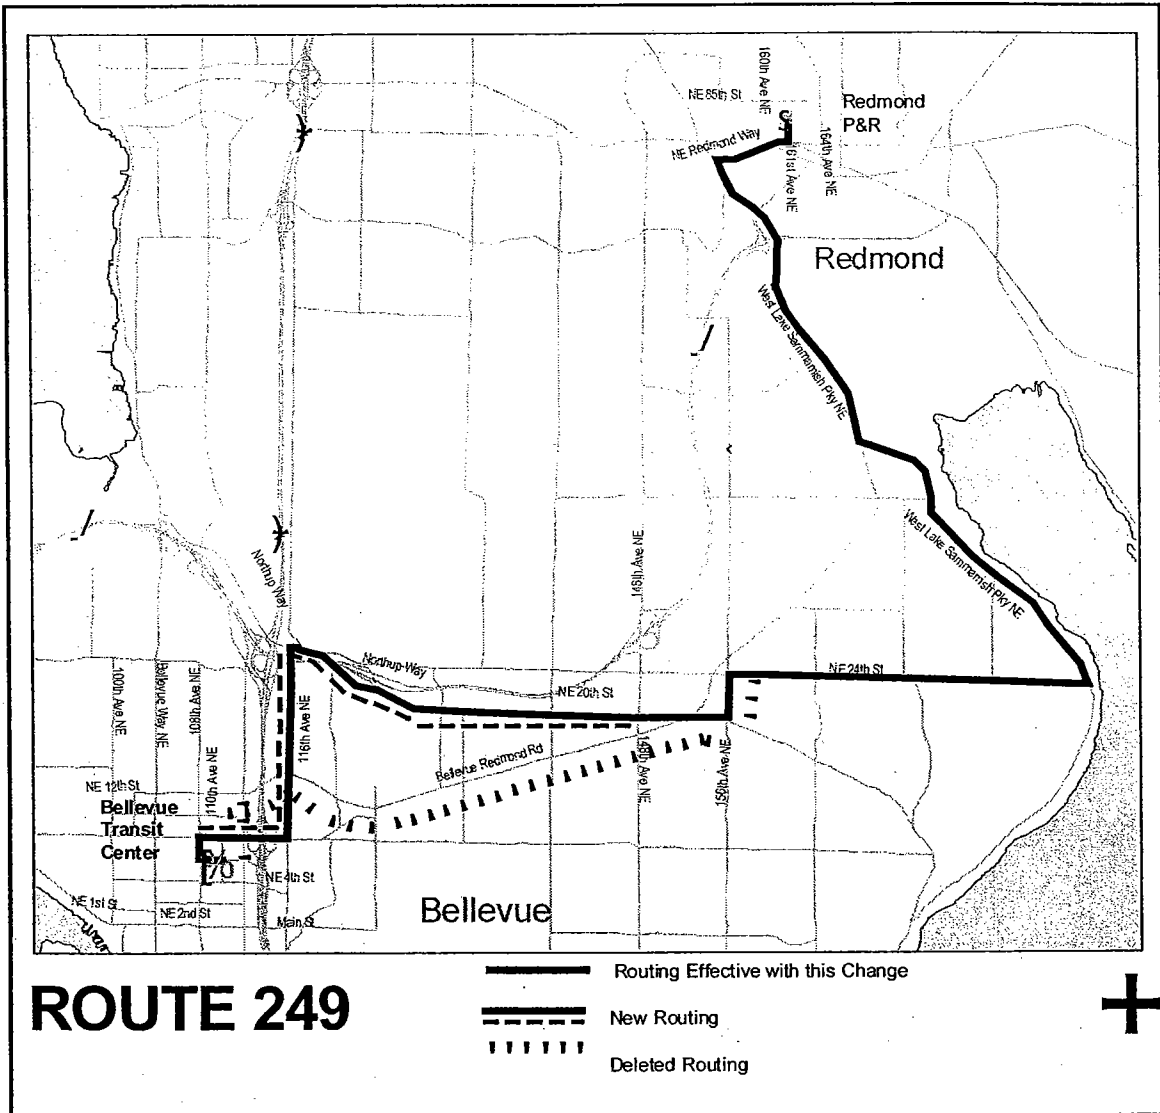 160th Ave NE
NE 85th St
Redmond
P&R
NE Redmond Way
161st Ave NE
164th Ave NE
Redmond
West Lake Sammamish Pky NE
West Lake Sammamish Pky NE
148th Ave NE
Northup Way
Northup Way
NE 24th St
NE 20th St
100th Ave NE
Bellevue Way NE
108th Ave NE
116th Ave NE
110th Ave NE
Bellevue Redmond Rd
148th Ave NE
156th Ave NE
NE 12th St
Bellevue
Transit
Center
NE 4th St
NE 1st St
NE 2nd St
Main St
Bellevue
ROUTE 249
Routing Effective with this Change
New Routing
Deleted Routing